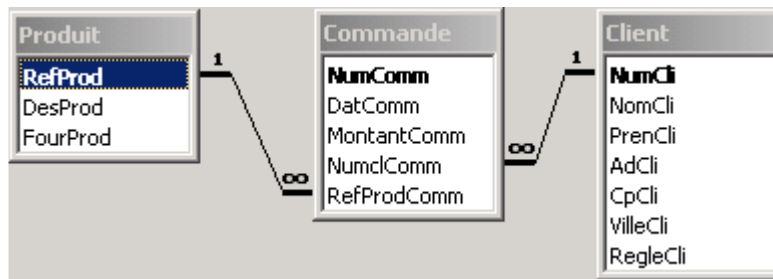 Produit
RefProd
DesProd
FourProd
1
∞
Commande
NumComm
DatComm
MontantComm
NumclComm
RefProdComm
∞
1
Client
NumCli
NomCli
PrenCli
AdCli
CpCli
VilleCli
RegleCli